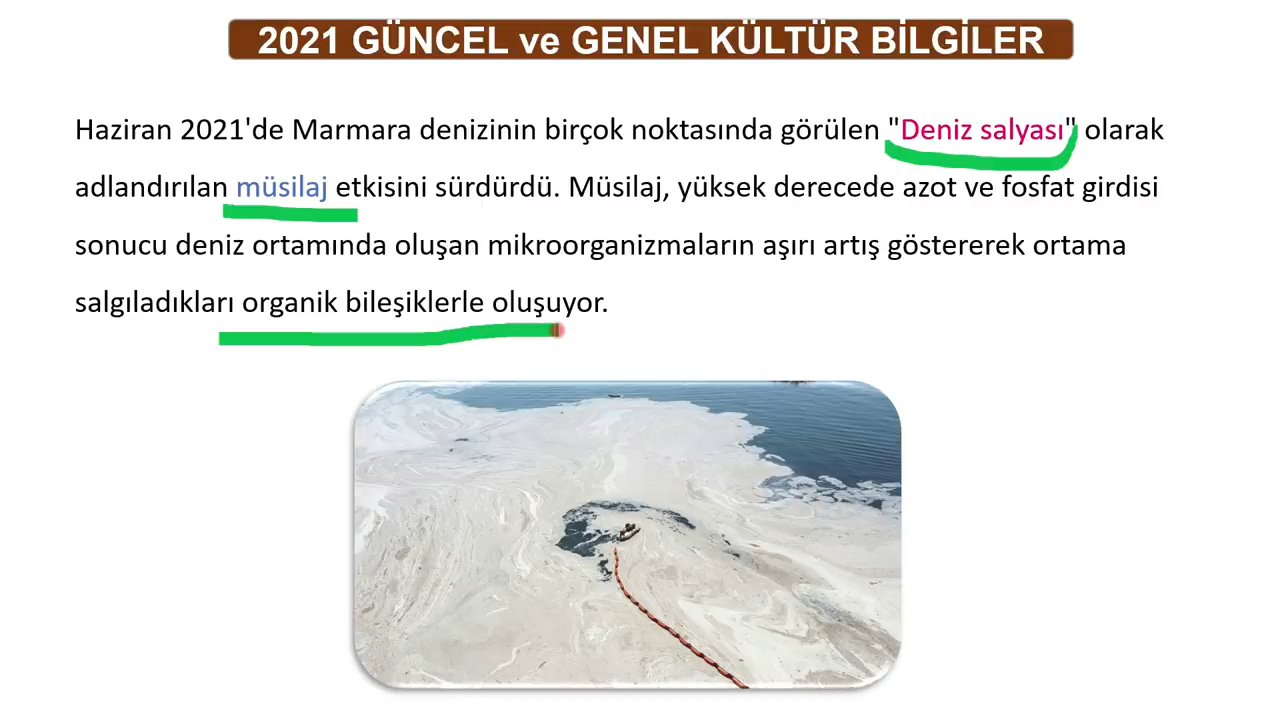 2021 GÜNCEL ve GENEL KÜLTÜR BİLGİLER
Haziran 2021'de Marmara denizinin birçok noktasında görülen "Deniz salyası" olarak
adlandırılan müsilaj etkisini sürdürdü. Müsilaj, yüksek derecede azot ve fosfat girdisi
sonucu deniz ortamında oluşan mikroorganizmaların aşırı artış göstererek ortama
salgıladıkları organik bileşiklerle oluşuyor.